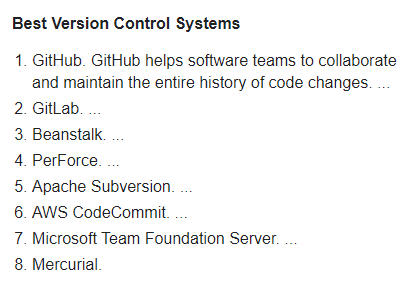 Best Version Control Systems
1. GitHub. GitHub helps software teams to collaborate
and maintain the entire history of code changes. ...
2. GitLab. ...
3. Beanstalk. ...
4. PerForce. ...
5. Apache Subversion. ...
6. AWS CodeCommit. ...
7. Microsoft Team Foundation Server. ...
8. Mercurial.